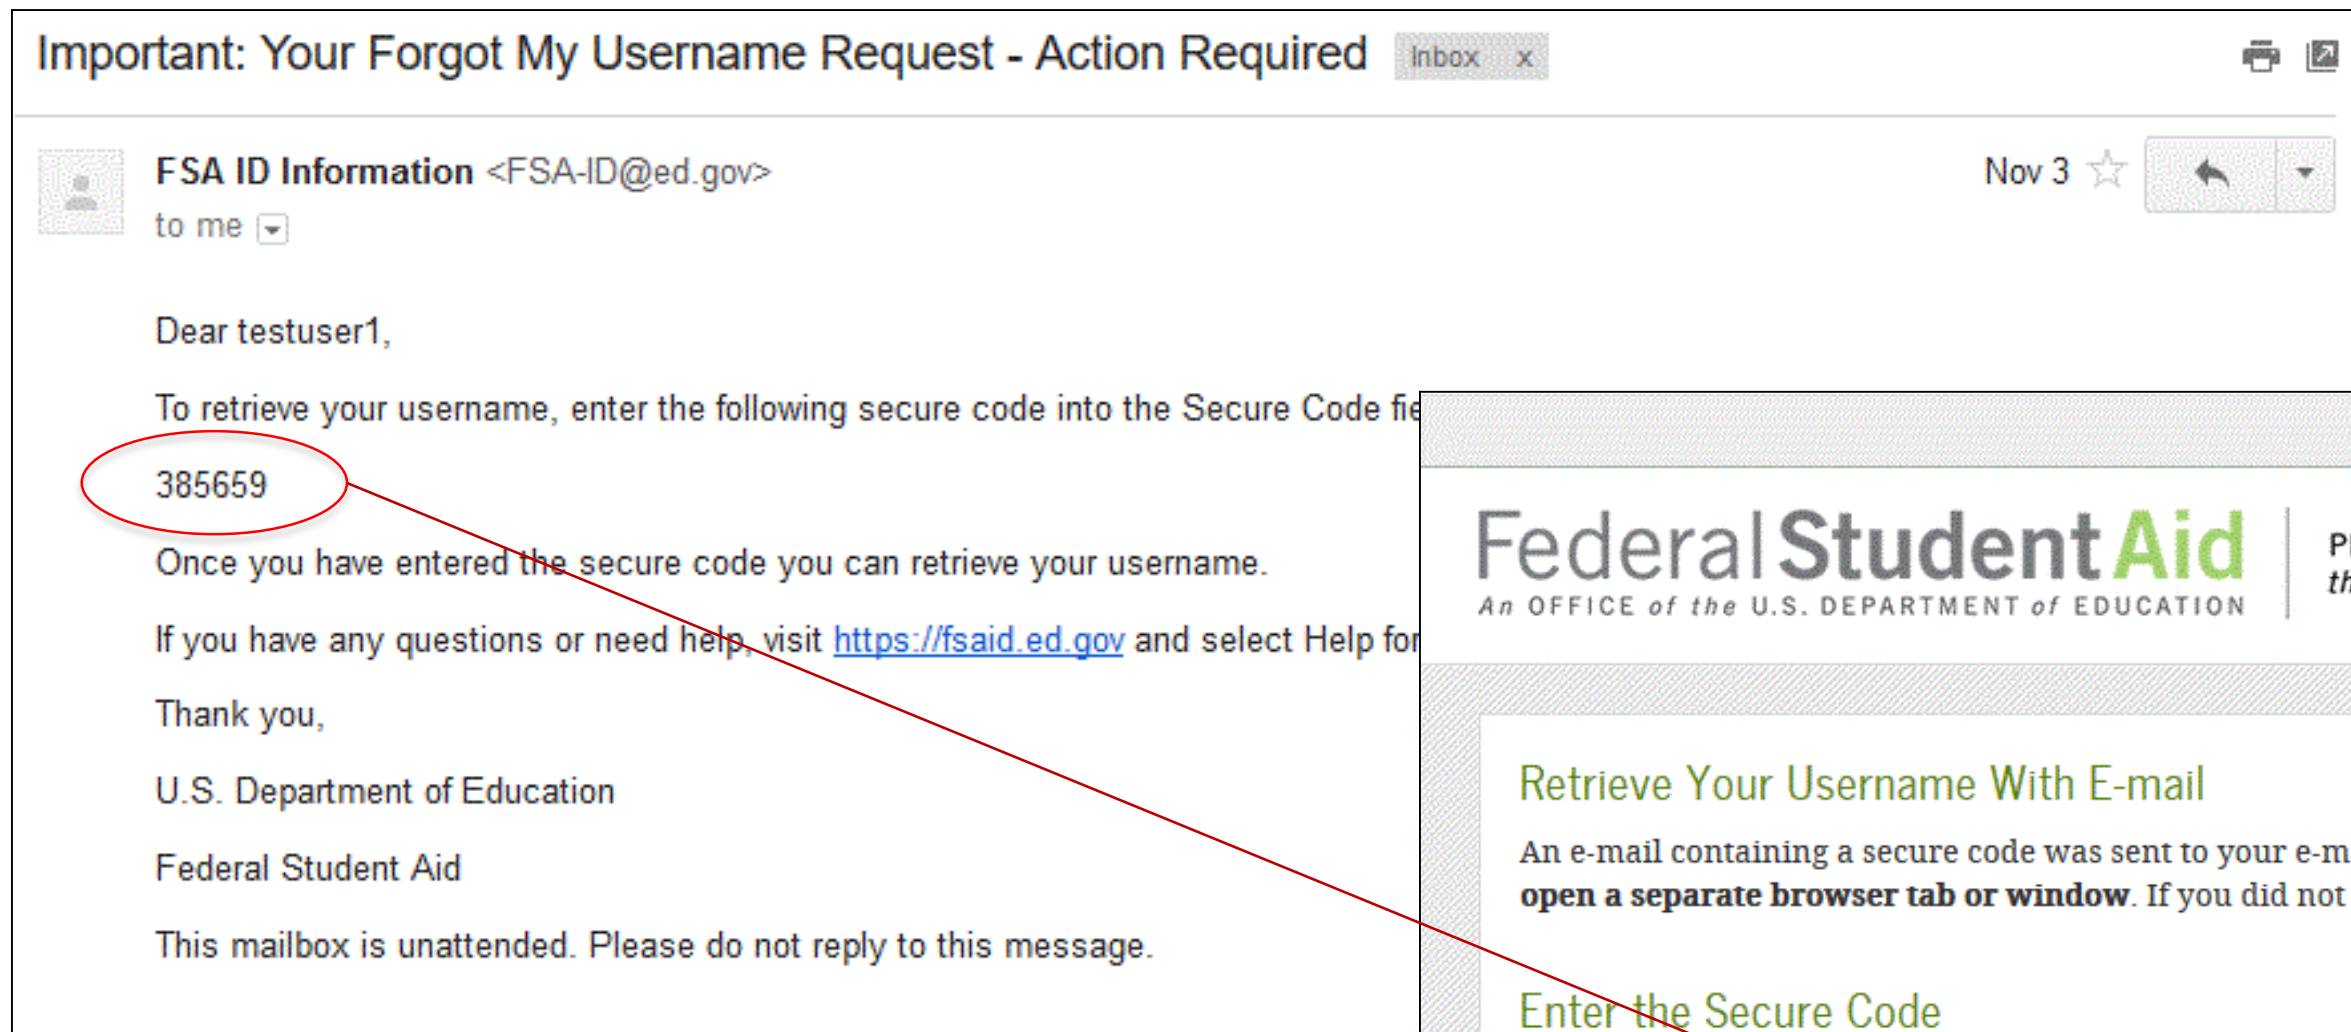 Important: Your Forgot My Username Request - Action Required Inbox x
FSA ID Information <FSA-ID@ed.gov> Nov 3
to me
Dear testuser1,
To retrieve your username, enter the following secure code into the Secure Code
385659
Once you have entered the secure code you can retrieve your username.
If you have any questions or need help, visit https://fsaid.ed.gov and select Help for
Thank you,
U.S. Department of Education
Federal Student Aid
This mailbox is unattended. Please do not reply to this message.
Federal Student Aid
An OFFICE of the U.S. DEPARTMENT of EDUCATION
Retrieve Your Username With E-mail
An e-mail containing a secure code was sent to your
open a separate browser tab or window. If you did not
Enter the Secure Code